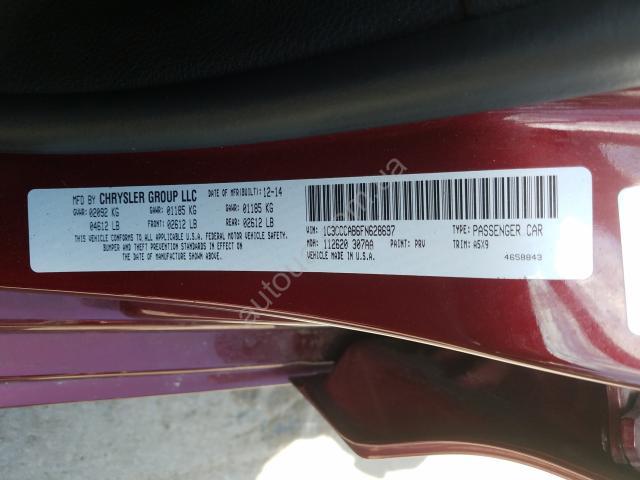 MFD BY CHRYSLER GROUP LLC DATE OF MFR(BUILT): 12-14
GVWR: 02092 KG GAWR: 01185 KG GAWR: 01185 KG
04612 LB FRONT: 02612 LB REAR: 02612 LB
THIS VEHICLE CONFORMS TO ALL APPLICABLE U.S.A. FEDERAL MOTOR VEHICLE SAFETY,
BUMPER AND THEFT PREVENTION STANDARDS IN EFFECT ON
THE DATE OF MANUFACTURE SHOWN ABOVE.
VIN: 1C3CCCAB6FN628697 TYPE: PASSENGER CAR
MDH: 112620 307AA PAINT: PRV TRIM: A5X9
VEHICLE MADE IN U.S.A. 4658843